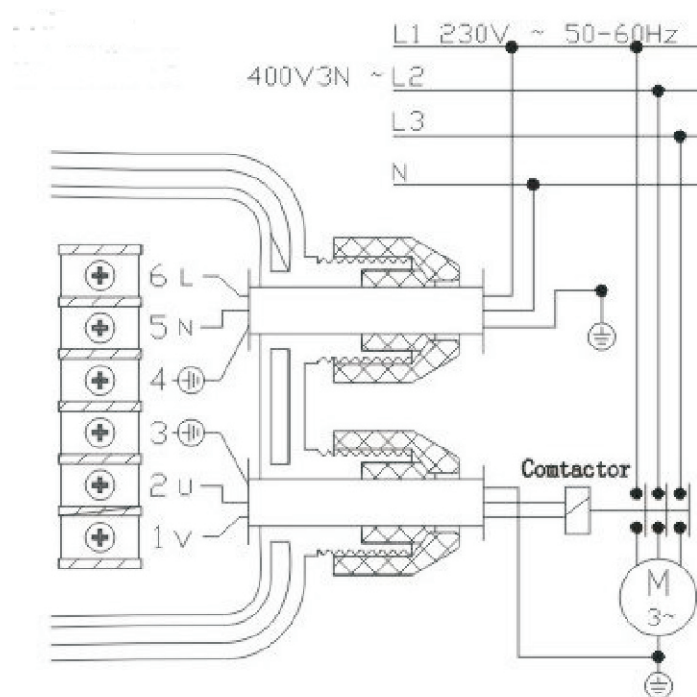 L1 230V ~ 50-60Hz
400V3N ~ L2
L3
N
6 L
5 N
4
3
2 U
1 V
Comtactor
M
3~